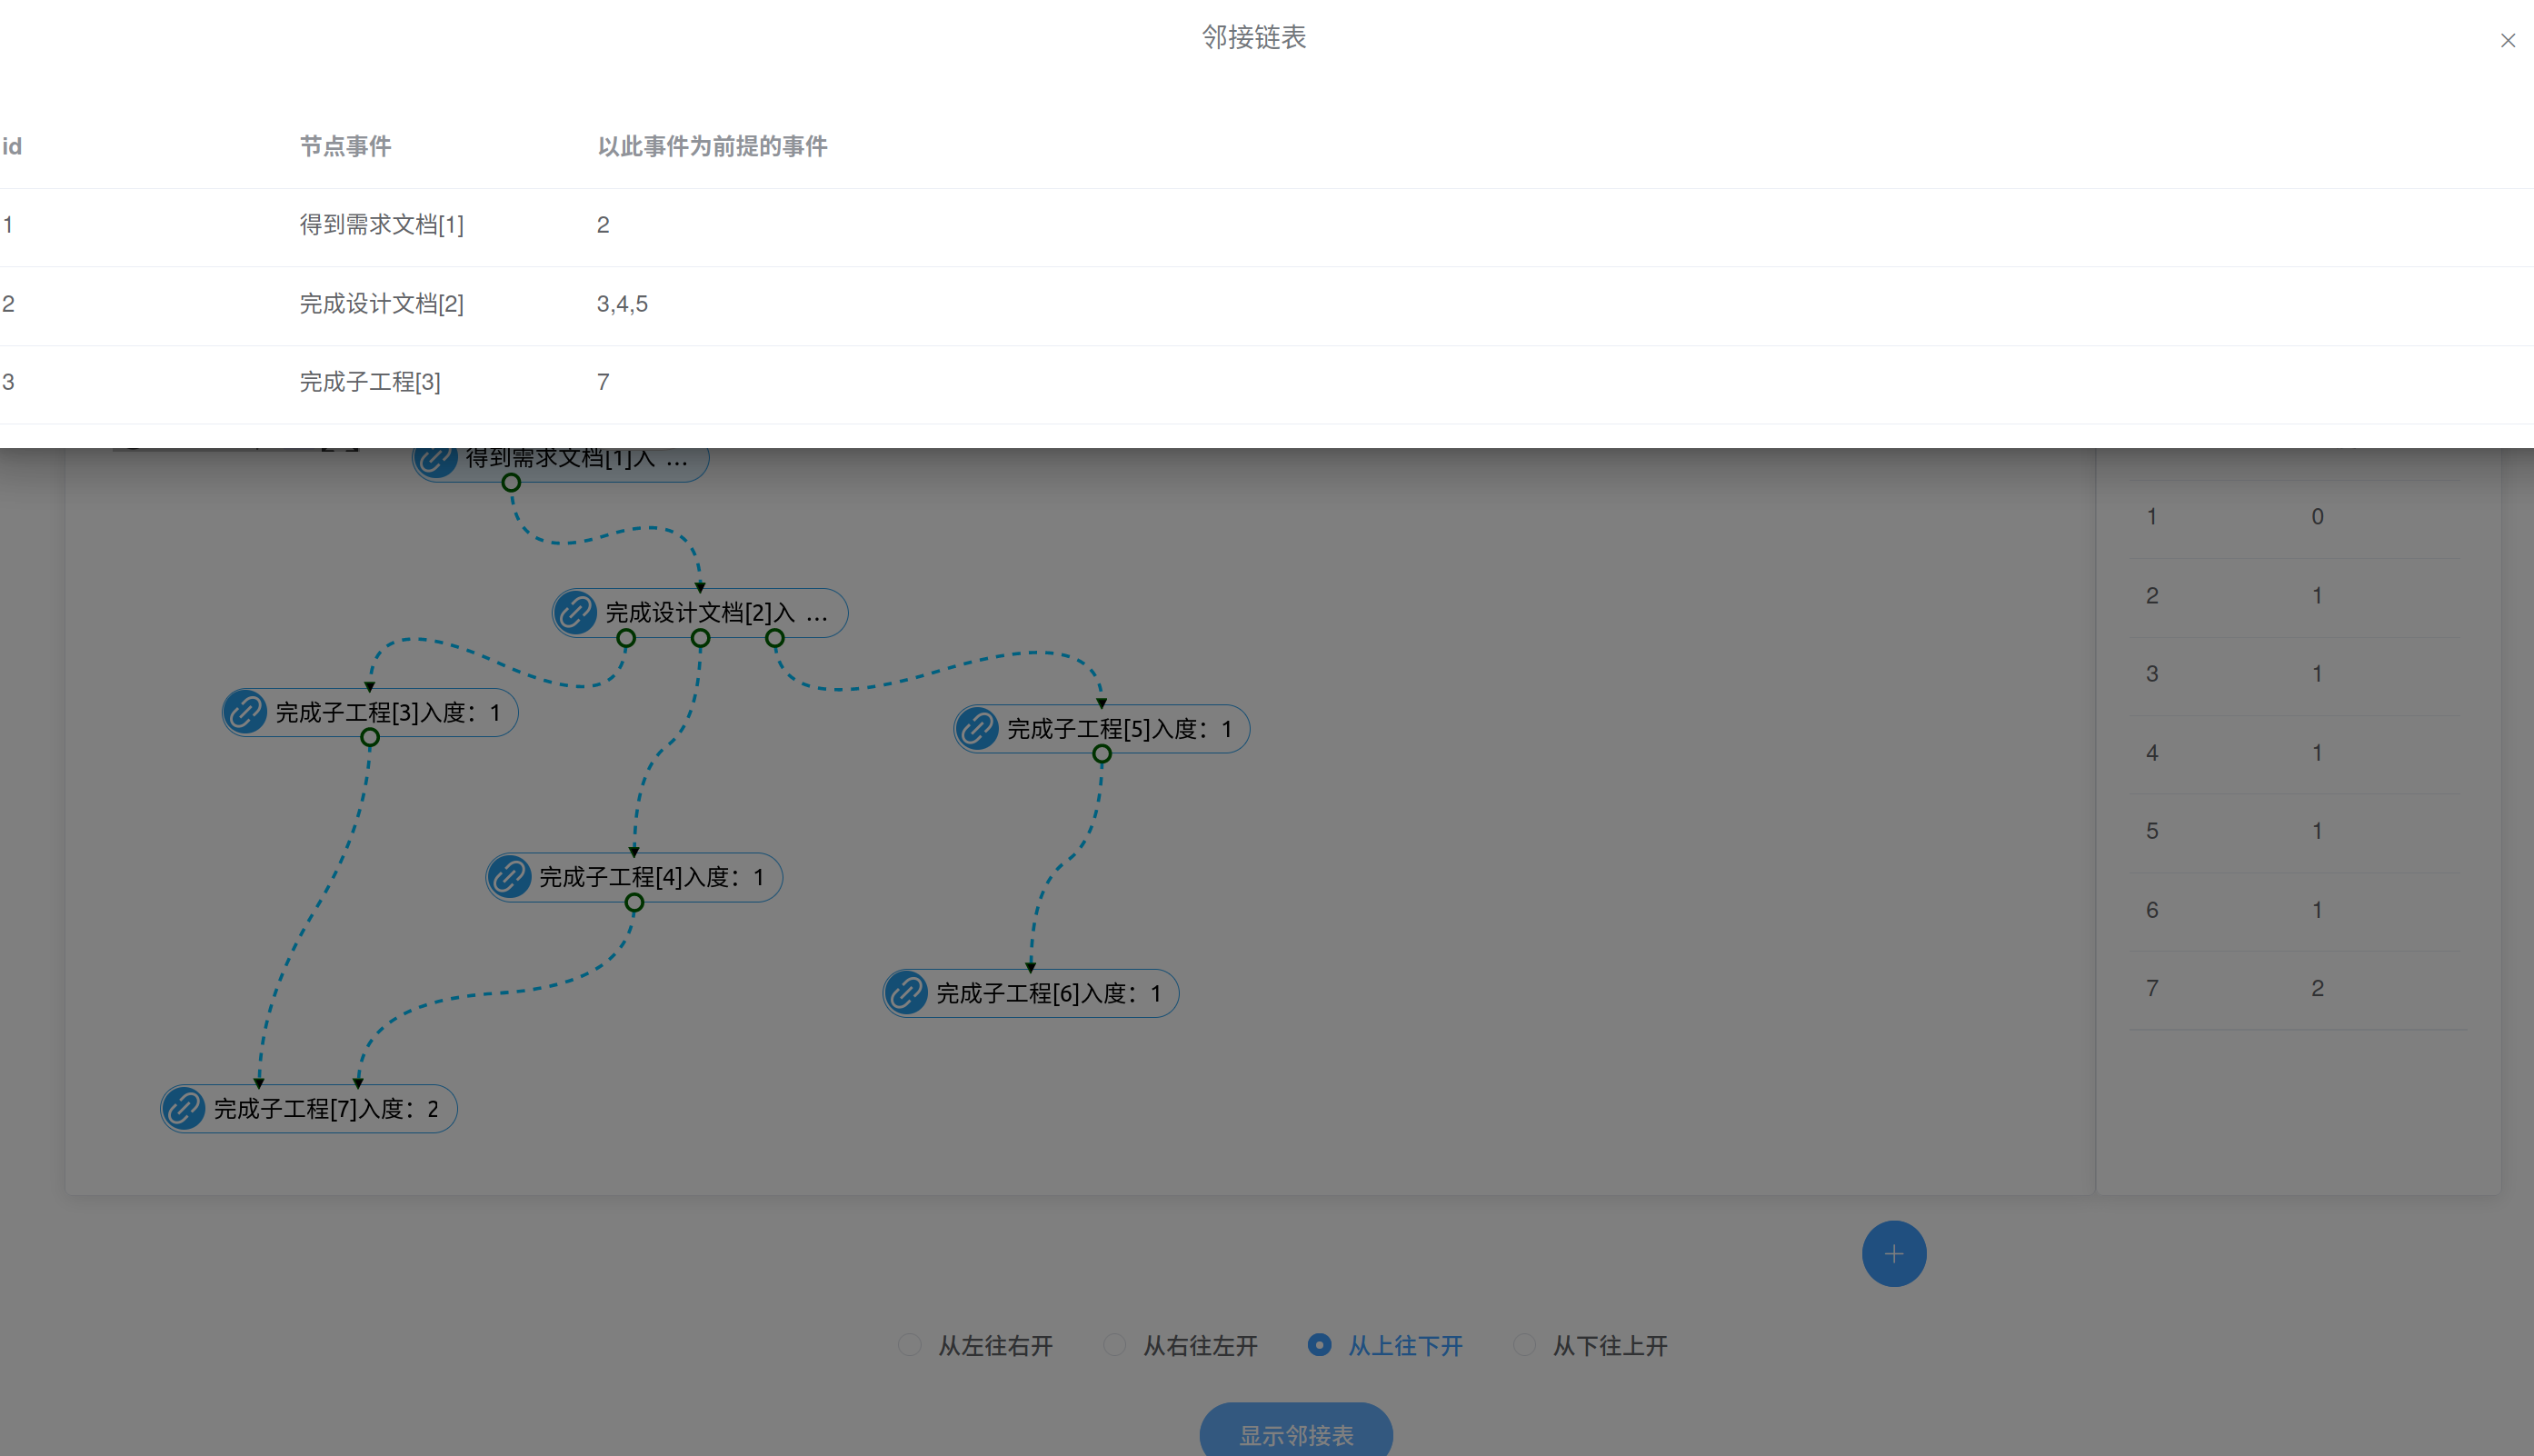 邻接链表
id 节点事件 以此事件为前提的事件
1 得到需求文档[1] 2
2 完成设计文档[2] 3,4,5
3 完成子工程[3] 7
得到需求文档[1]入 ...
完成设计文档[2]入 ...
完成子工程[3]入度：1
完成子工程[5]入度：1
完成子工程[4]入度：1
完成子工程[6]入度：1
完成子工程[7]入度：2
1 0
2 1
3 1
4 1
5 1
6 1
7 2
从左往右开 从右往左开 从上往下开 从下往上开
显示邻接表